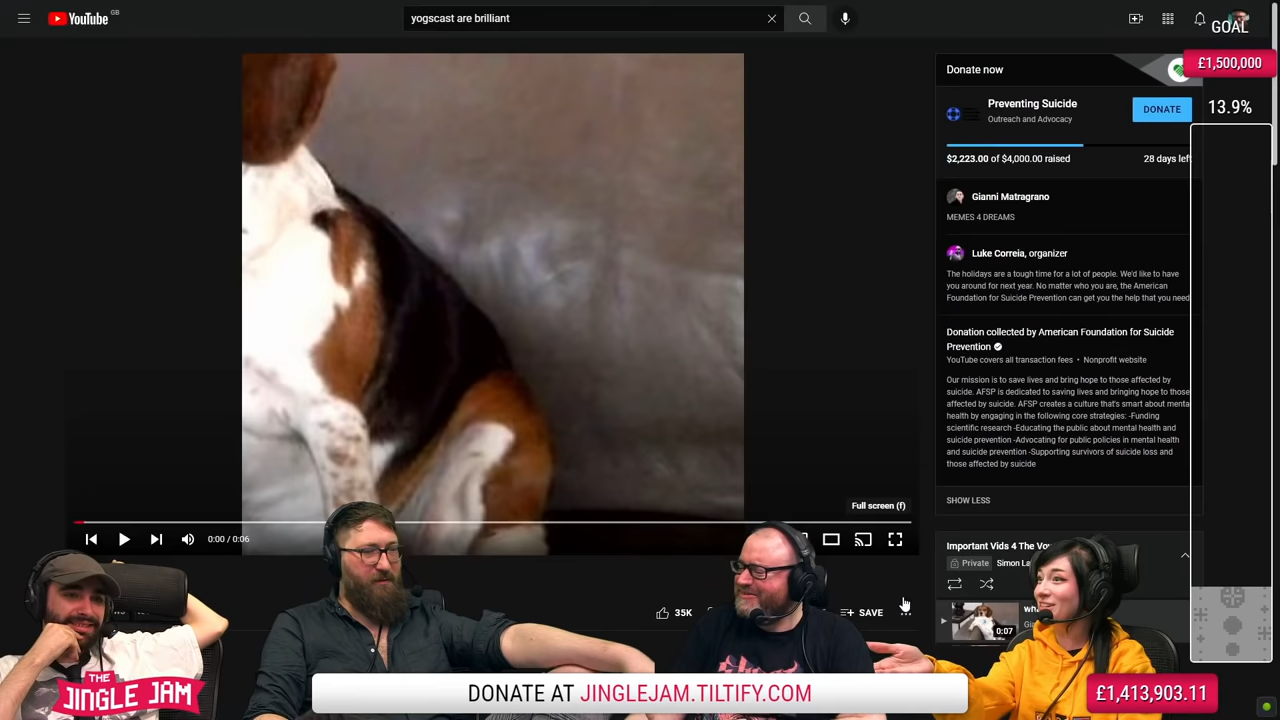 YouTube GB
yogscast are brilliant
GOAL
£1,500,000
13.9%
Donate now
Preventing Suicide
Outreach and Advocacy
DONATE
$2,223.00 of $4,000.00 raised
28 days left
Gianni Matragrano
MEMES 4 DREAMS
Luke Correia, organizer
The holidays are a tough time for a lot of people. We'd like to have
you around for next year. No matter who you are, the American
Foundation for Suicide Prevention can get you the help that you need
Donation collected by American Foundation for Suicide
Prevention
YouTube covers all transaction fees • Nonprofit website
Our mission is to save lives and bring hope to those affected by
suicide. AFSP is dedicated to saving lives and bringing hope to those
affected by suicide. AFSP creates a culture that's smart about menta
health by engaging in the following core strategies: -Funding
scientific research -Educating the public about mental health and
suicide prevention -Advocating for public policies in mental health
and suicide prevention -Supporting survivors of suicide loss and
those affected by suicide
SHOW LESS
Full screen (f)
0:00 / 0:06
Important Vids 4 The
Private
35K
SAVE
0:07
THE
JINGLE JAM
DONATE AT JINGLEJAM.TILTIFY.COM
£1,413,903.11